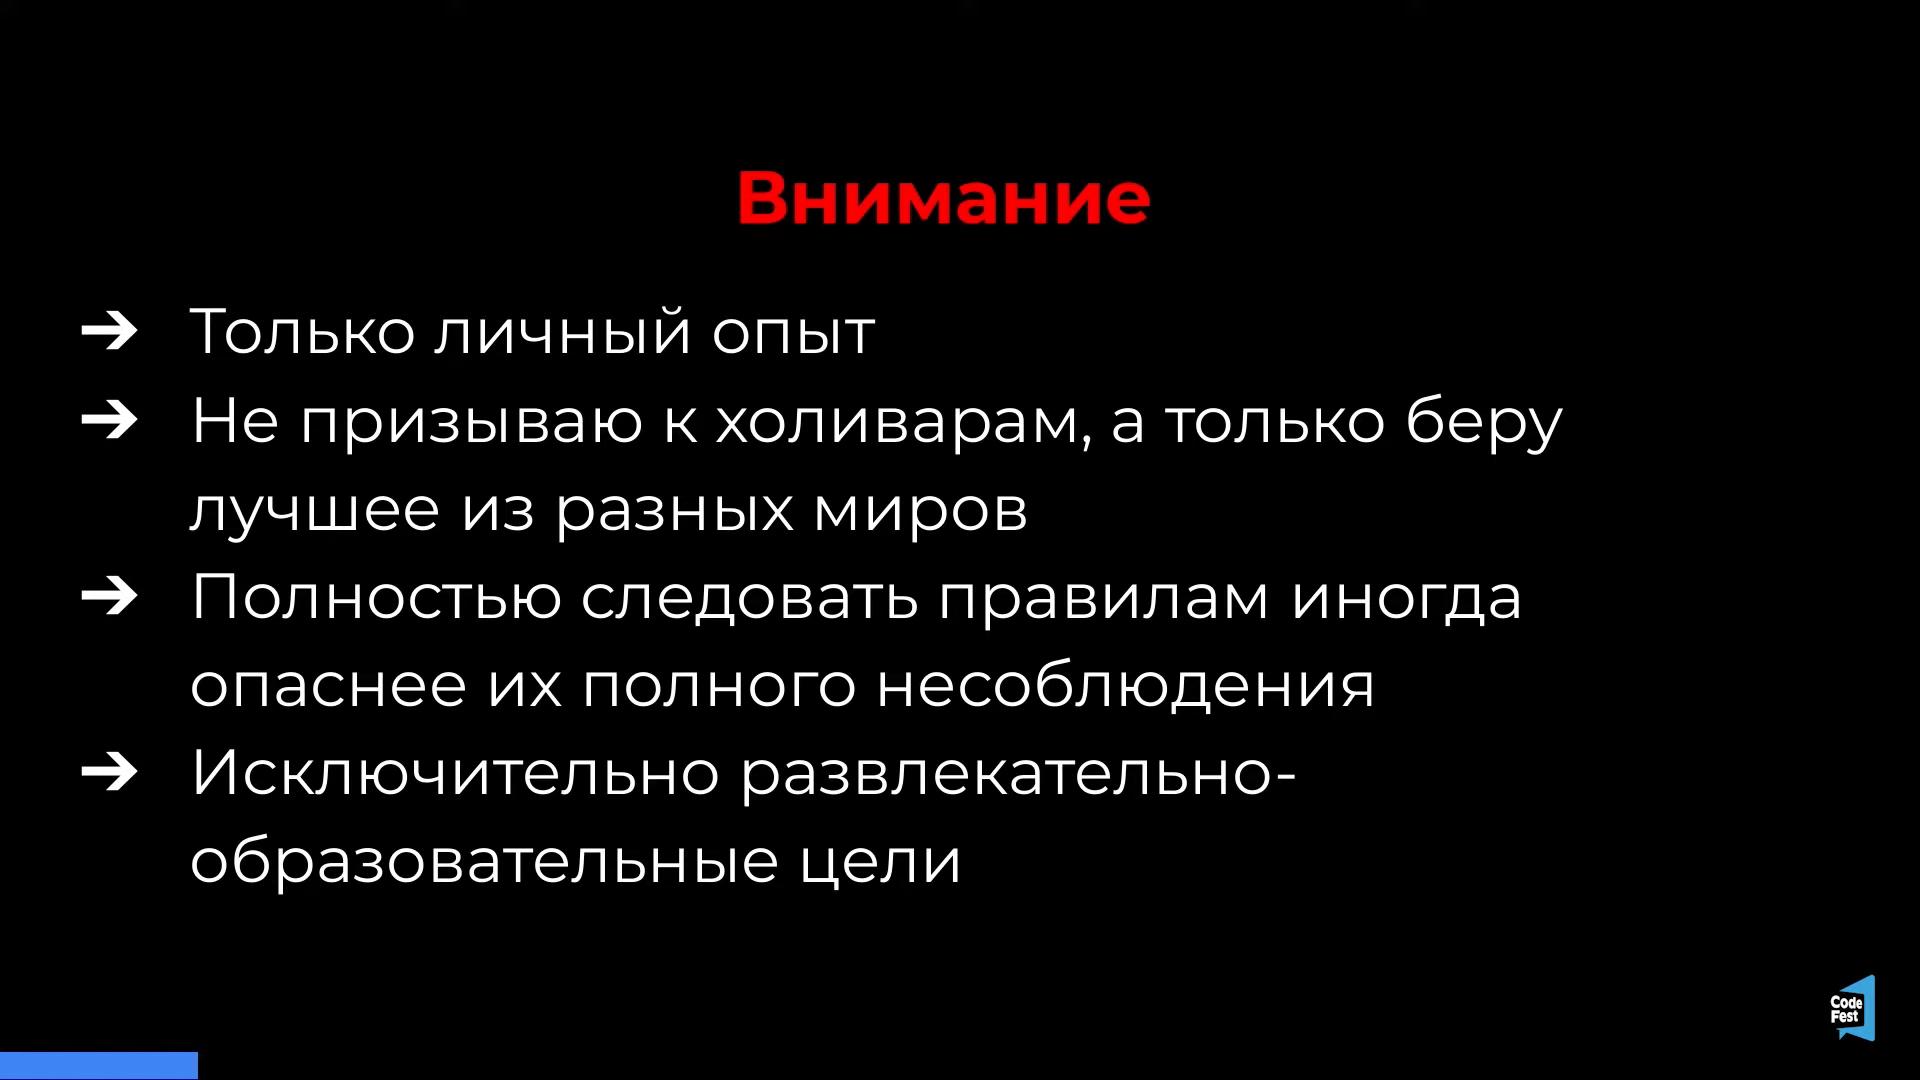 Внимание
➔ Только личный опыт
➔ Не призываю к холиварам, а только беру
лучшее из разных миров
➔ Полностью следовать правилам иногда
опаснее их полного несоблюдения
➔ Исключительно развлекательно-
образовательные цели
Code
Fest